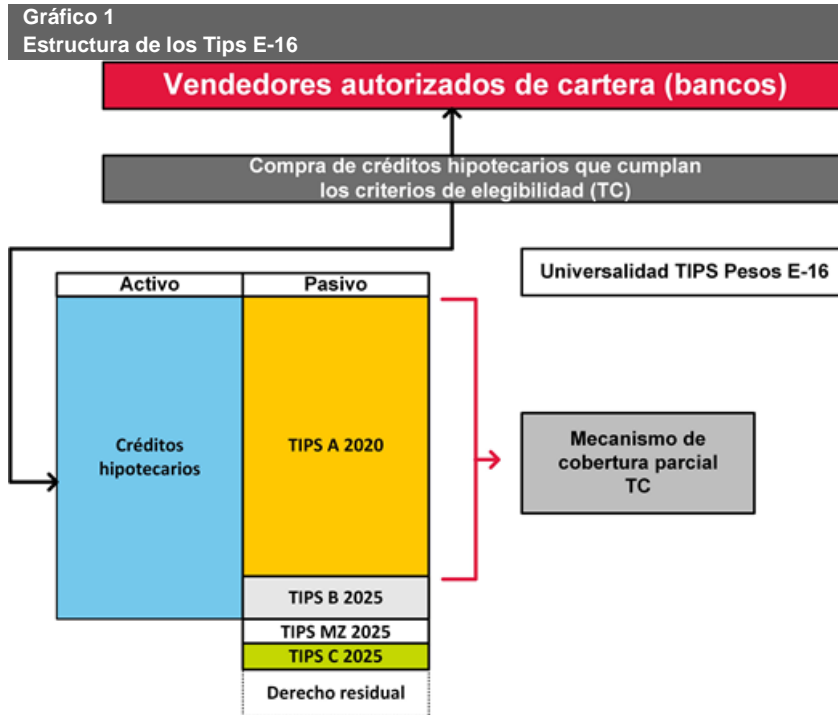 Gráfico 1
Estructura de los Tips E-16
Vendedores autorizados de cartera (bancos)
Compra de créditos hipotecarios que cumplan
los criterios de elegibilidad (TC)
Universalidad TIPS Pesos E-16
Activo
Pasivo
Créditos
hipotecarios
TIPS A 2020
Mecanismo de
cobertura parcial
TC
TIPS B 2025
TIPS MZ 2025
TIPS C 2025
Derecho residual